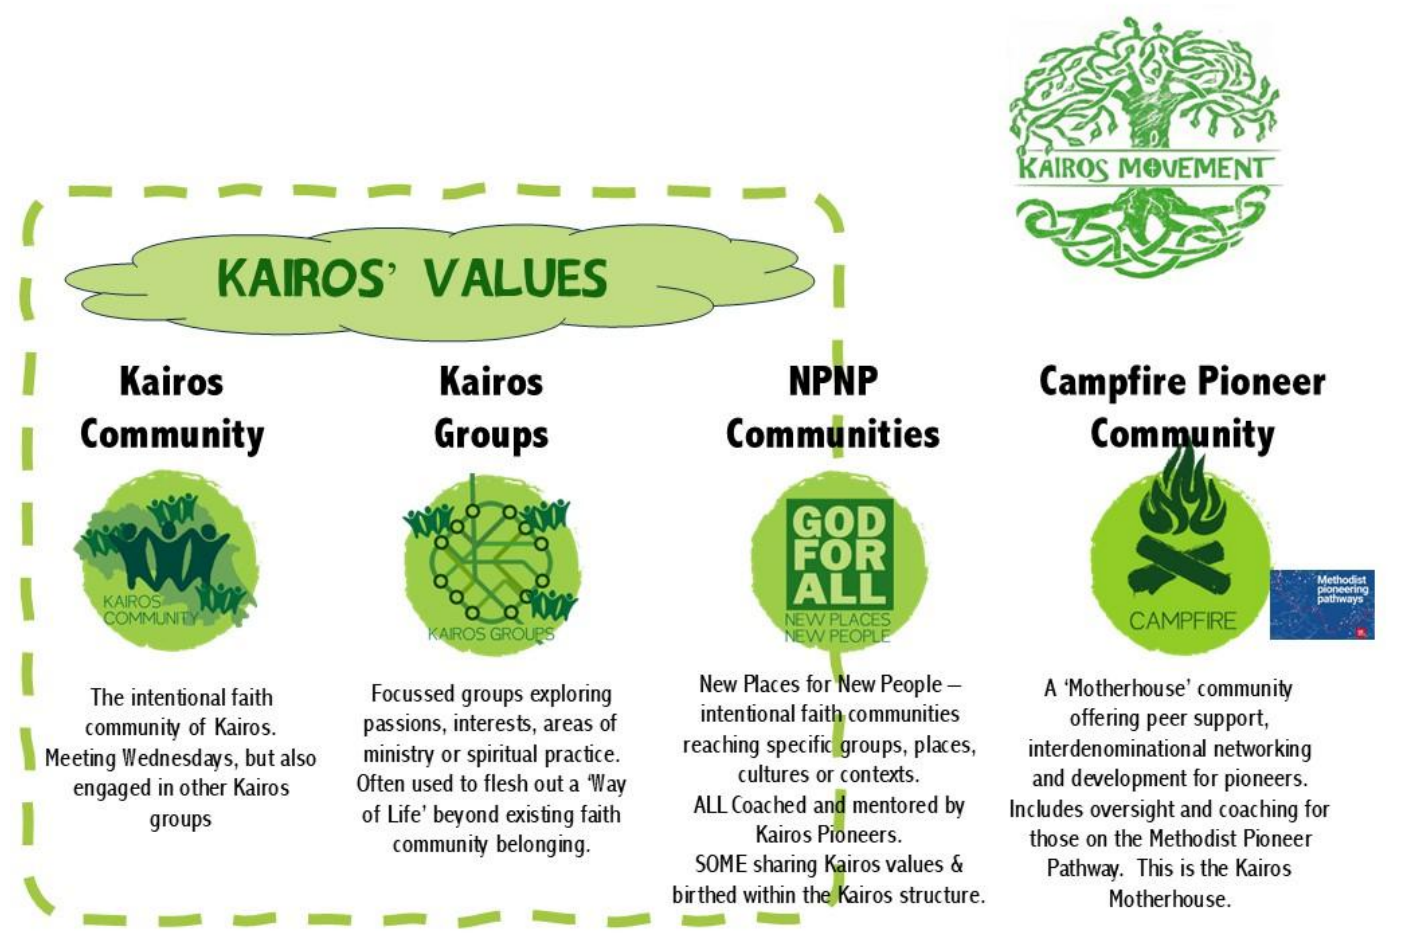 KAIROS MOVEMENT
KAIROS' VALUES
Kairos
Community
KAIROS
COMMUNITY
The intentional faith
community of Kairos.
Meeting Wednesdays, but also
engaged in other Kairos
groups
Kairos
Groups
KAIROS GROUPS
Focussed groups exploring
passions, interests, areas of
ministry or spiritual practice.
Often used to flesh out a 'Way
of Life' beyond existing faith
community belonging.
NPNP
Communities
GOD
FOR
ALL
NEW PLACES
NEW PEOPLE
New Places for New People –
intentional faith communities
reaching specific groups, places,
cultures or contexts.
ALL Coached and mentored by
Kairos Pioneers.
SOME sharing Kairos values &
birthed within the Kairos structure.
Campfire Pioneer
Community
CAMPFIRE
Methodist
pioneering
pathways
A 'Motherhouse' community
offering peer support,
interdenominational networking
and development for pioneers.
Includes oversight and coaching for
those on the Methodist Pioneer
Pathway. This is the Kairos
Motherhouse.